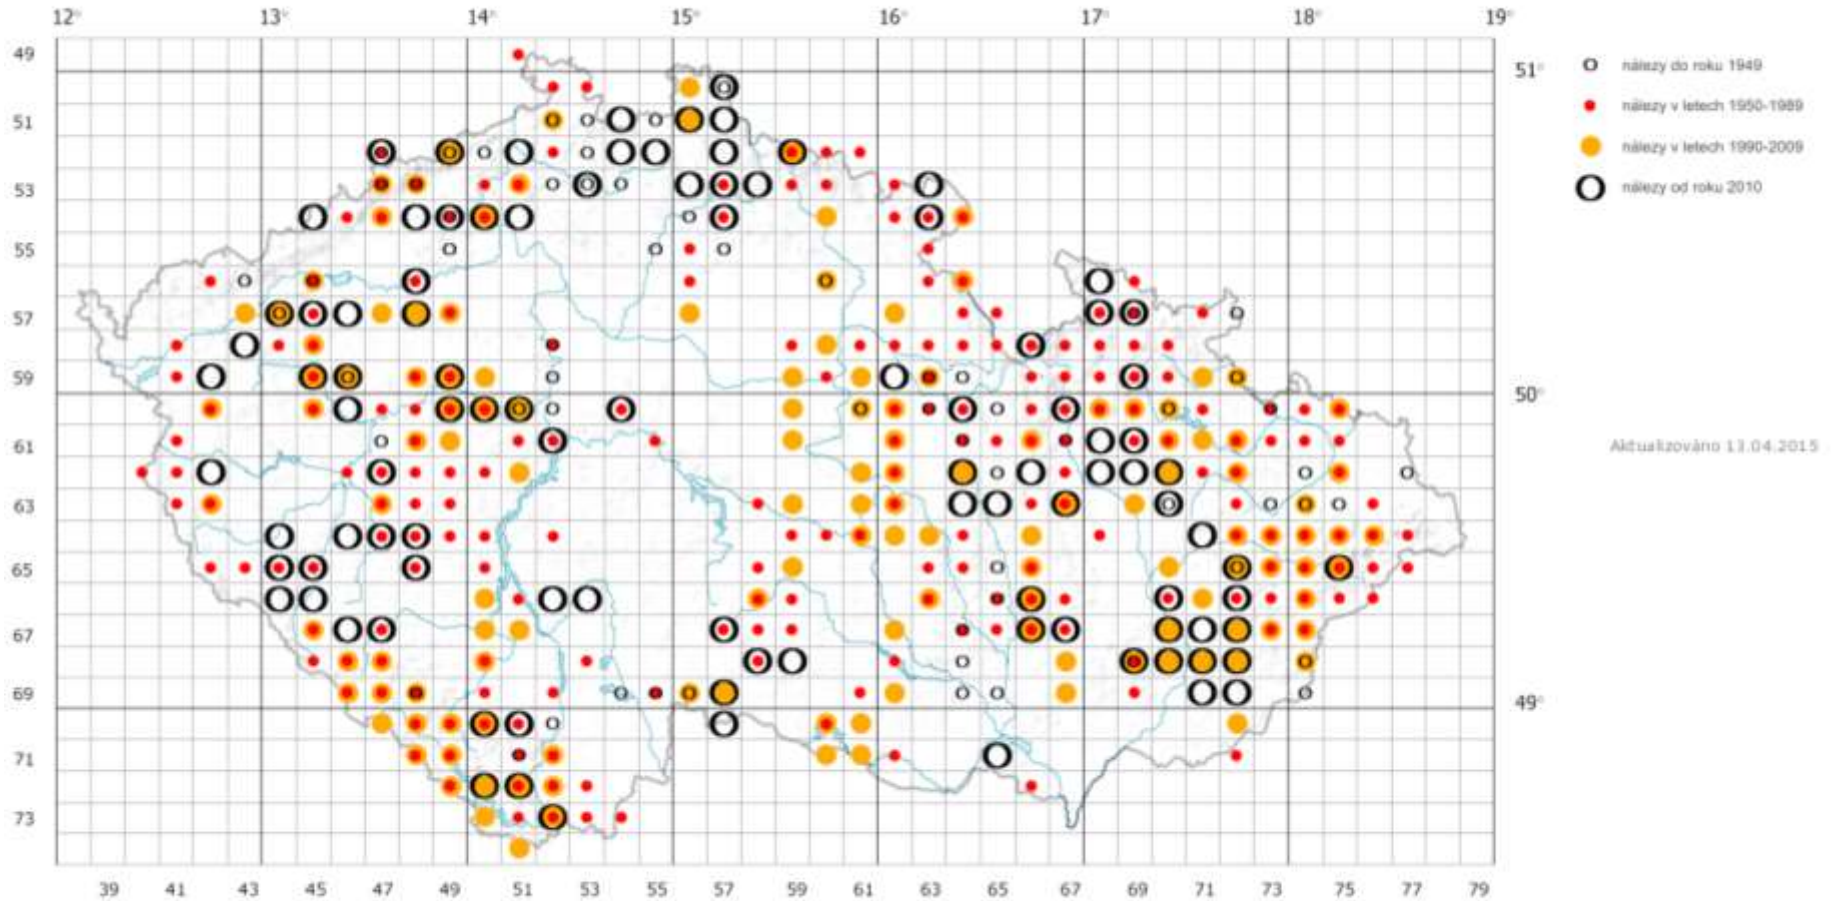 12° 13° 14° 15° 16° 17° 18° 19°
49
51° nálezy do roku 1949
nálezy v letech 1950-1989
51
nálezy v letech 1990-2009
53 nálezy od roku 2010
55
57
59
50°
61
Aktualizováno 13.04.2015
63
65
67
69
49°
71
73
39 41 43 45 47 49 51 53 55 57 59 61 63 65 67 69 71 73 75 77 79